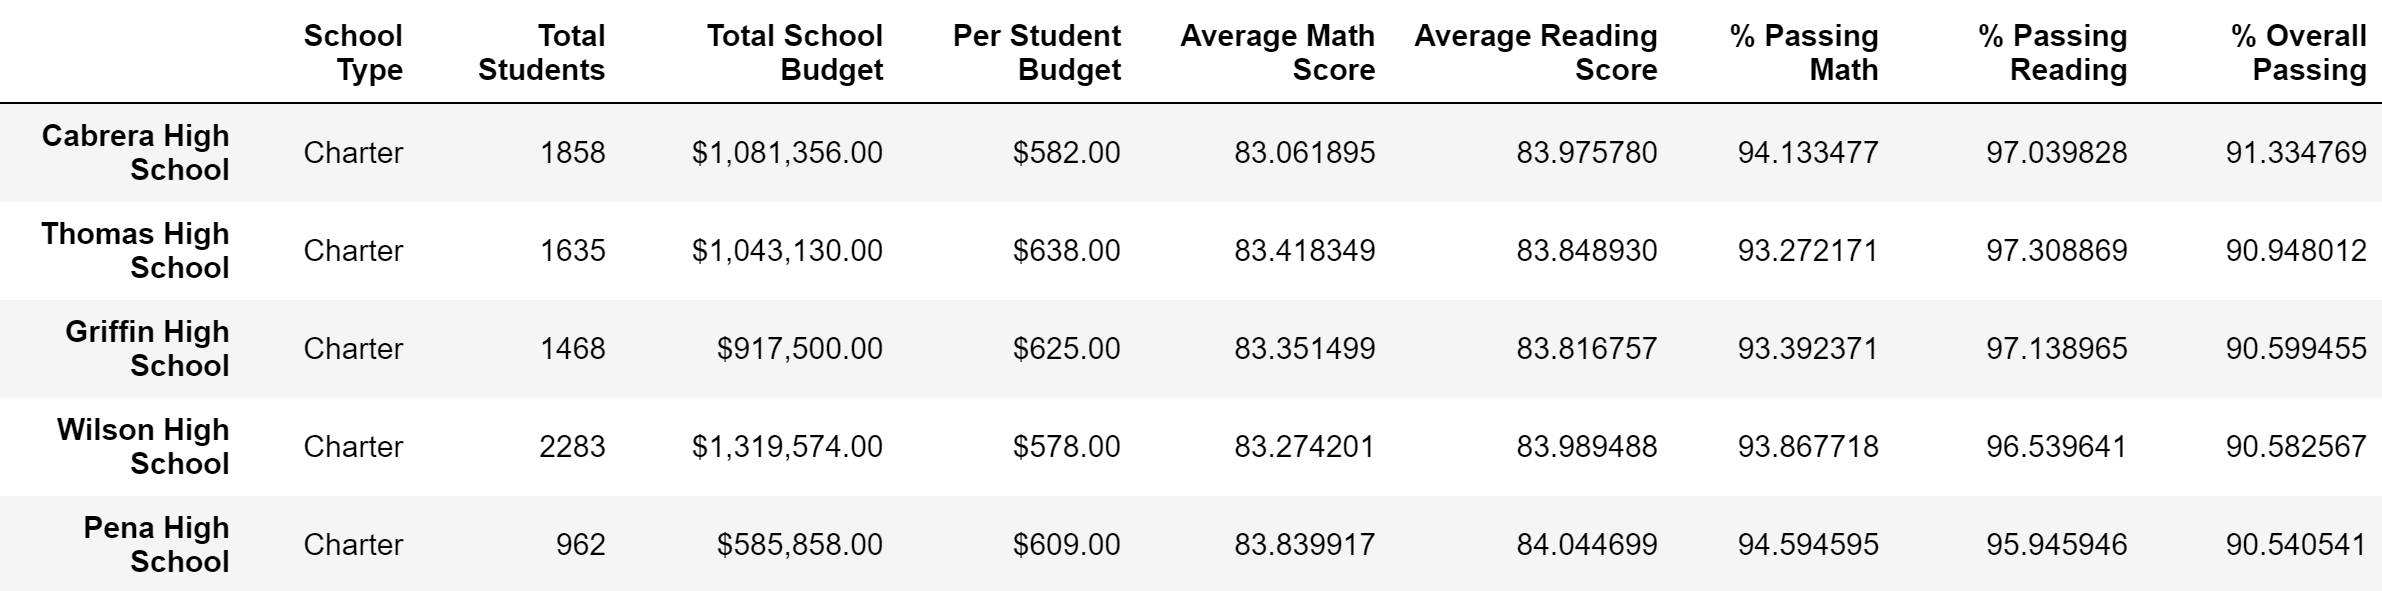 School Type Total Students Total School Budget Per Student Budget Average Math Score Average Reading Score % Passing Math % Passing Reading % Overall Passing
Cabrera High School Charter 1858 $1,081,356.00 $582.00 83.061895 83.975780 94.133477 97.039828 91.334769
Thomas High School Charter 1635 $1,043,130.00 $638.00 83.418349 83.848930 93.272171 97.308869 90.948012
Griffin High School Charter 1468 $917,500.00 $625.00 83.351499 83.816757 93.392371 97.138965 90.599455
Wilson High School Charter 2283 $1,319,574.00 $578.00 83.274201 83.989488 93.867718 96.539641 90.582567
Pena High School Charter 962 $585,858.00 $609.00 83.839917 84.044699 94.594595 95.945946 90.540541